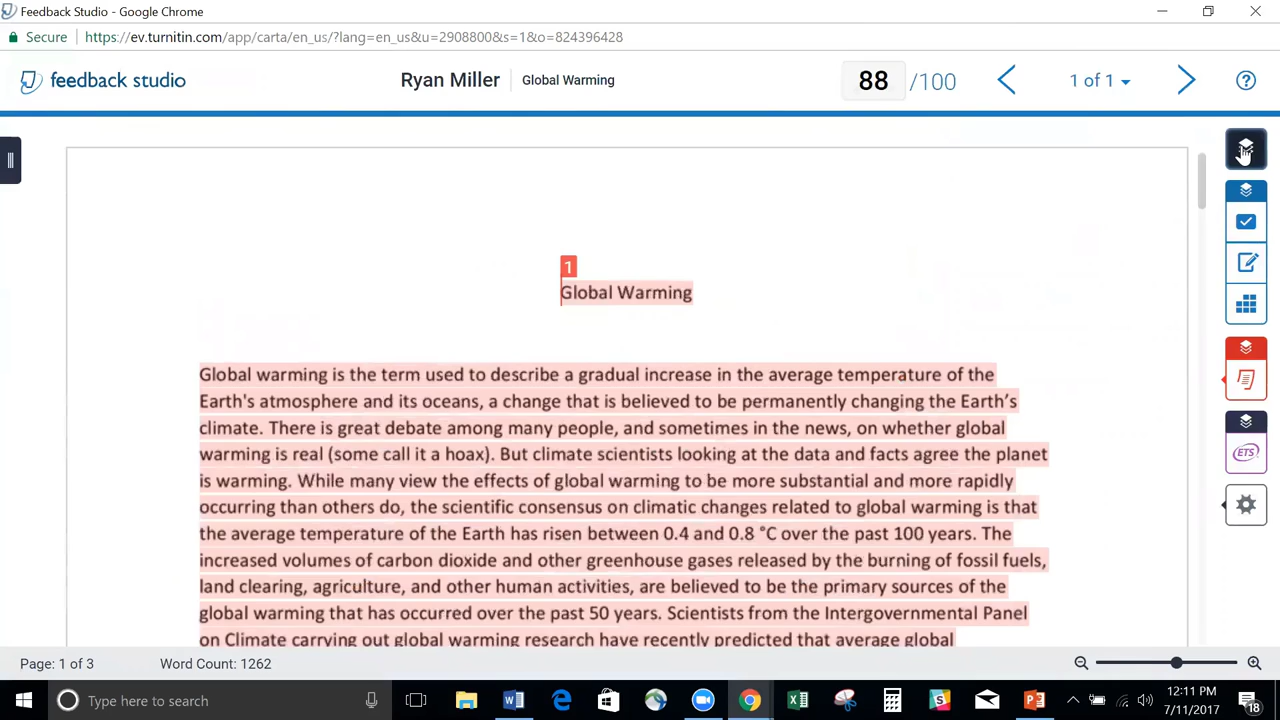 Feedback Studio - Google Chrome
Secure https://ev.turnitin.com/app/carta/en_us/?lang=en_us&u=2908800&s=1&o=824396428
feedback studio Ryan Miller Global Warming 88 /100 1 of 1 ?
1
Global Warming
Global warming is the term used to describe a gradual increase in the average temperature of the
Earth's atmosphere and its oceans, a change that is believed to be permanently changing the Earth’s
climate. There is great debate among many people, and sometimes in the news, on whether global
warming is real (some call it a hoax). But climate scientists looking at the data and facts agree the planet
is warming. While many view the effects of global warming to be more substantial and more rapidly
occurring than others do, the scientific consensus on climatic changes related to global warming is that
the average temperature of the Earth has risen between 0.4 and 0.8 °C over the past 100 years. The
increased volumes of carbon dioxide and other greenhouse gases released by the burning of fossil fuels,
land clearing, agriculture, and other human activities, are believed to be the primary sources of the
global warming that has occurred over the past 50 years. Scientists from the Intergovernmental Panel
on Climate carrying out global warming research have recently predicted that average global
ETS
Page: 1 of 3 Word Count: 1262
Type here to search
12:11 PM
7/11/2017
18